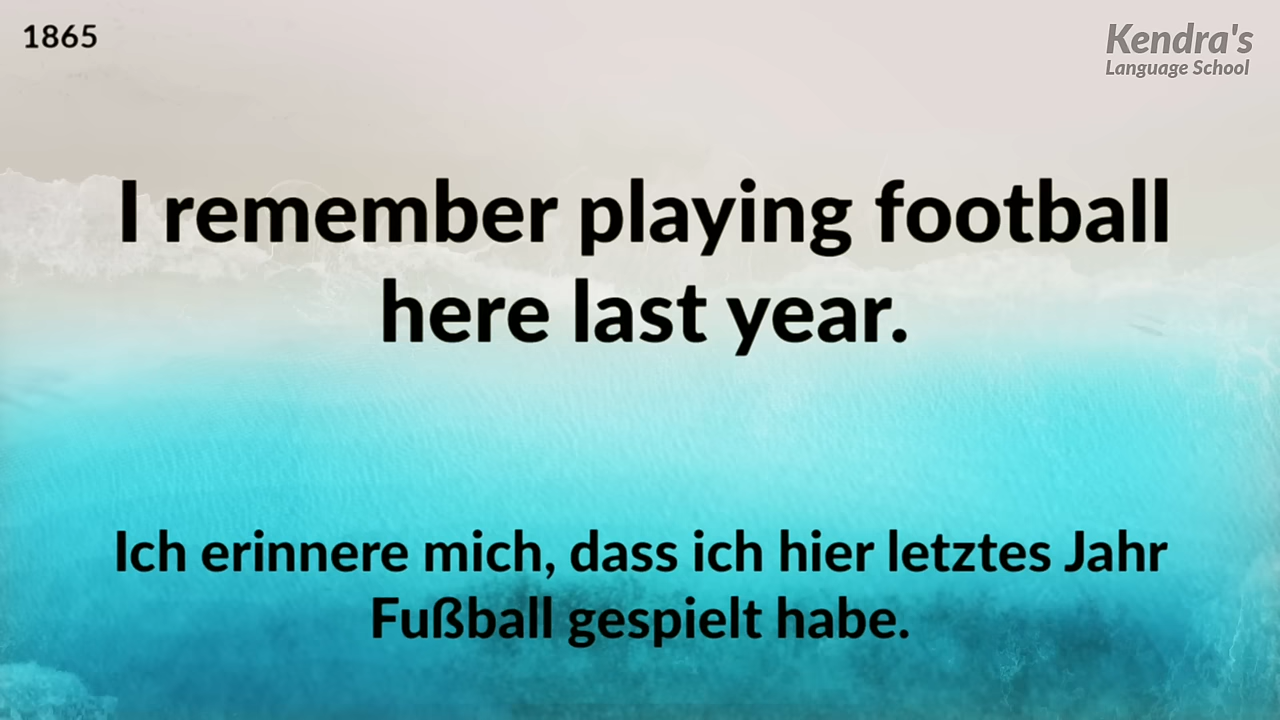 1865
Kendra's
Language School
I remember playing football
here last year.
Ich erinnere mich, dass ich hier letztes Jahr
Fußball gespielt habe.